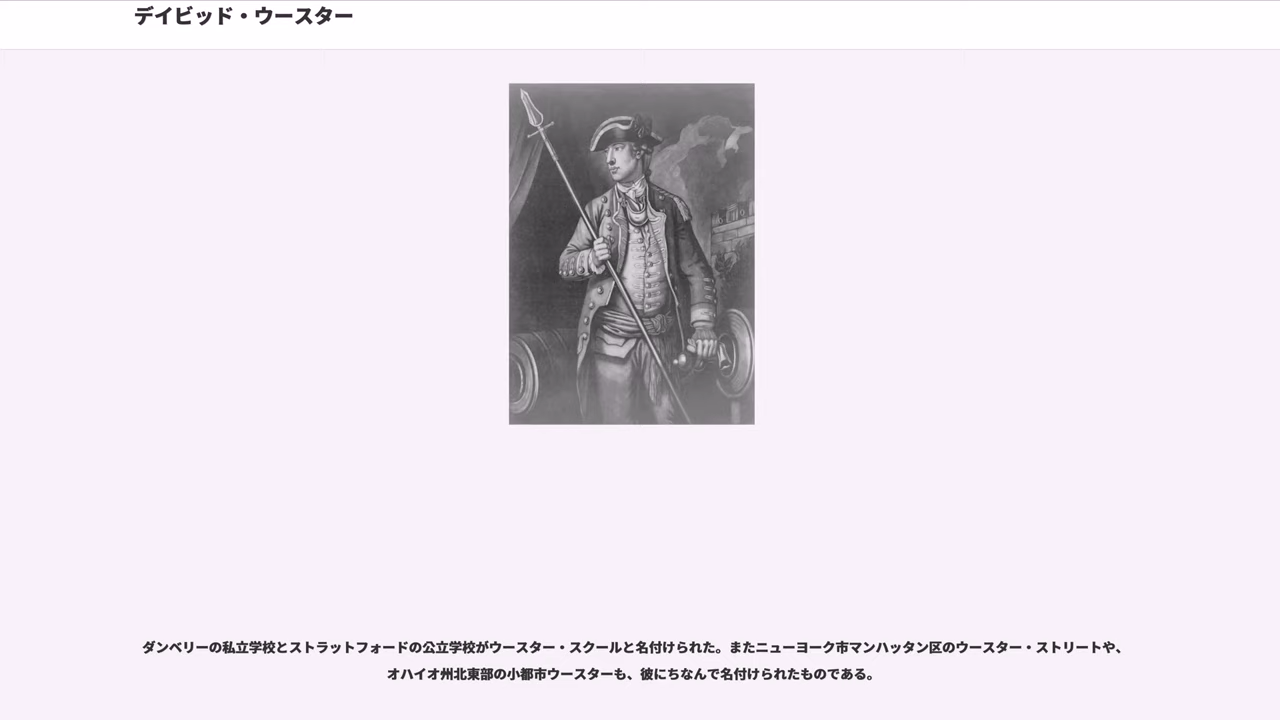 デイビッド・ウースター
ダンベリーの私立学校とストラットフォードの公立学校がウースター・スクールと名付けられた。またニューヨーク市マンハッタン区のウースター・ストリートや、
オハイオ州北東部の小都市ウースターも、彼にちなんで名付けられたものである。